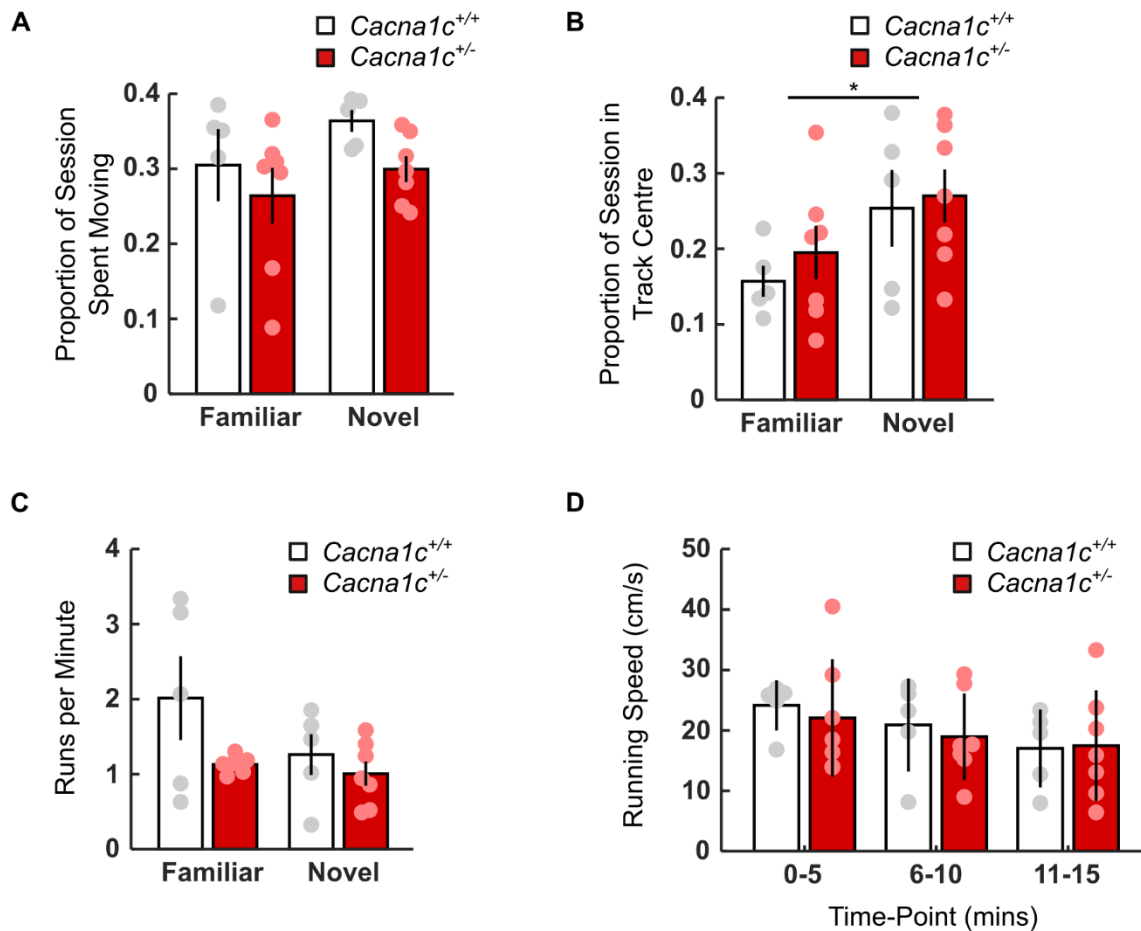 A
Cacna1c+/+
Cacna1c+/-
Proportion of Session
Spent Moving
0.4
0.3
0.2
0.1
0
Familiar
Novel
B
Cacna1c+/+
Cacna1c+/-
*
Proportion of Session in
Track Centre
0.4
0.3
0.2
0.1
0
Familiar
Novel
C
Cacna1c+/+
Cacna1c+/-
Runs per Minute
4
3
2
1
0
Familiar
Novel
D
Cacna1c+/+
Cacna1c+/-
Running Speed (cm/s)
50
40
30
20
10
0
0-5
6-10
11-15
Time-Point (mins)